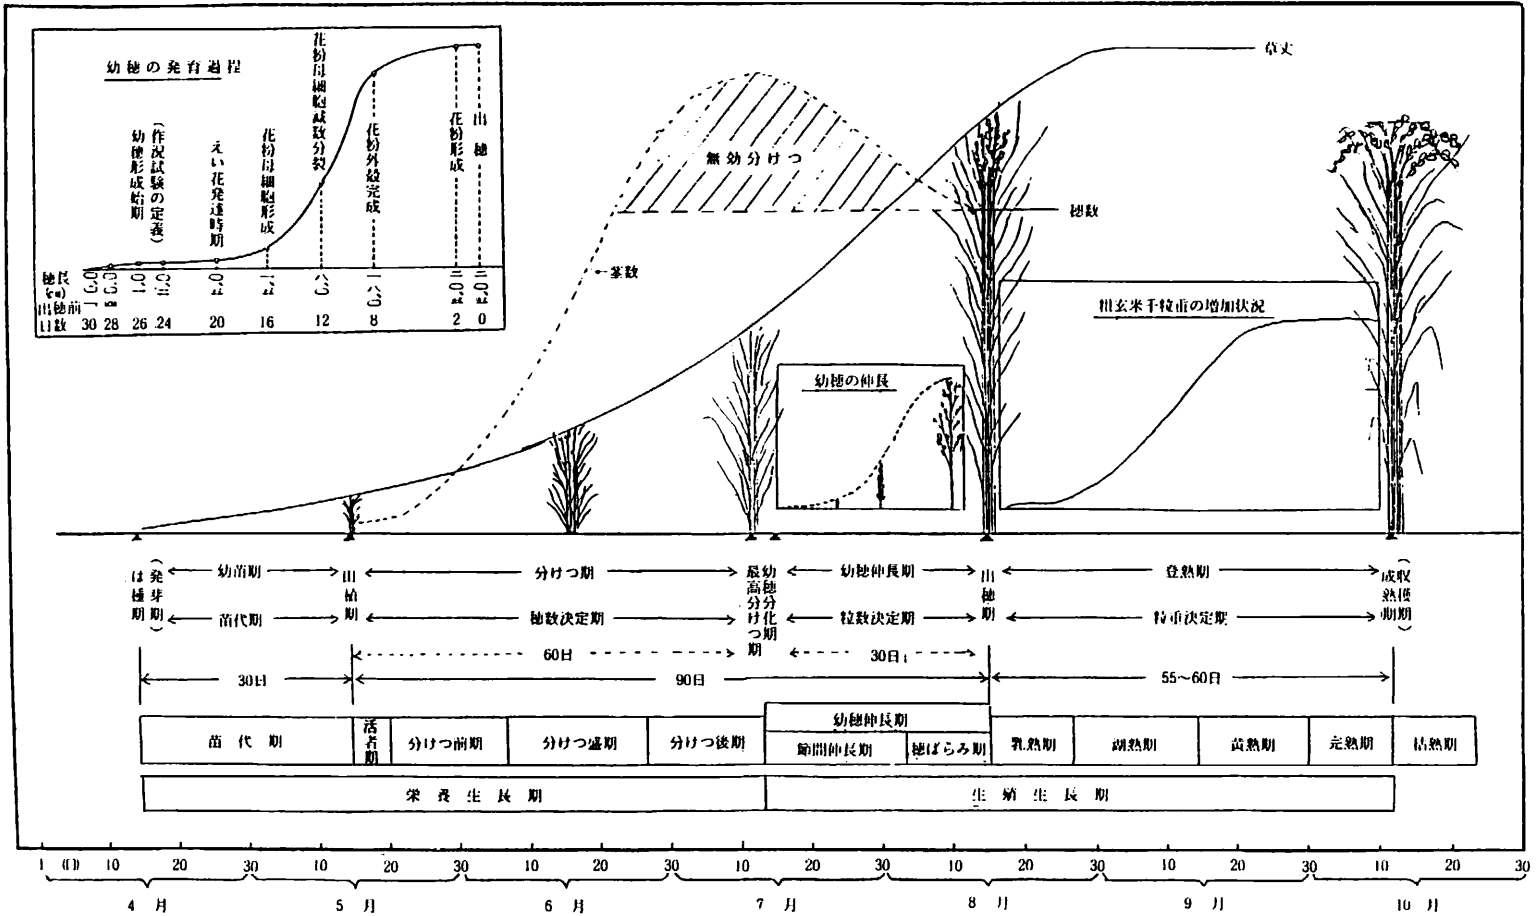 幼穂の発育過程
幼穂形成始期
(作況試験の定義)
えい花発達時期
花粉母細胞形成
花粉母細胞減数分裂
花粉外殻完成
花粉形成
出穂
穂長
(cm)
出穂前
日数 30 28 26 24 20 16 12 8 2 0
草丈
無効分けつ
穂数
茎数
粗玄米千粒重の増加状況
幼穂の伸長
は種期
(発芽期)
幼苗期
田植期
分けつ期
最高分けつ期
幼穂分化期
幼穂伸長期
出穂期
登熟期
成熟期
(収穫期)
苗代期
穂数決定期
粒数決定期
粒重決定期
60日
30日
30日
90日
55〜60日
苗代期
活着期
分けつ前期
分けつ盛期
分けつ後期
幼穂伸長期
節間伸長期
穂ばらみ期
乳熟期
糊熟期
黄熟期
完熟期
枯熟期
栄養生長期
生殖生長期
1 (日) 10 20 30 10 20 30 10 20 30 10 20 30 10 20 30 10 20 30 10 20 30
4月 5月 6月 7月 8月 9月 10月